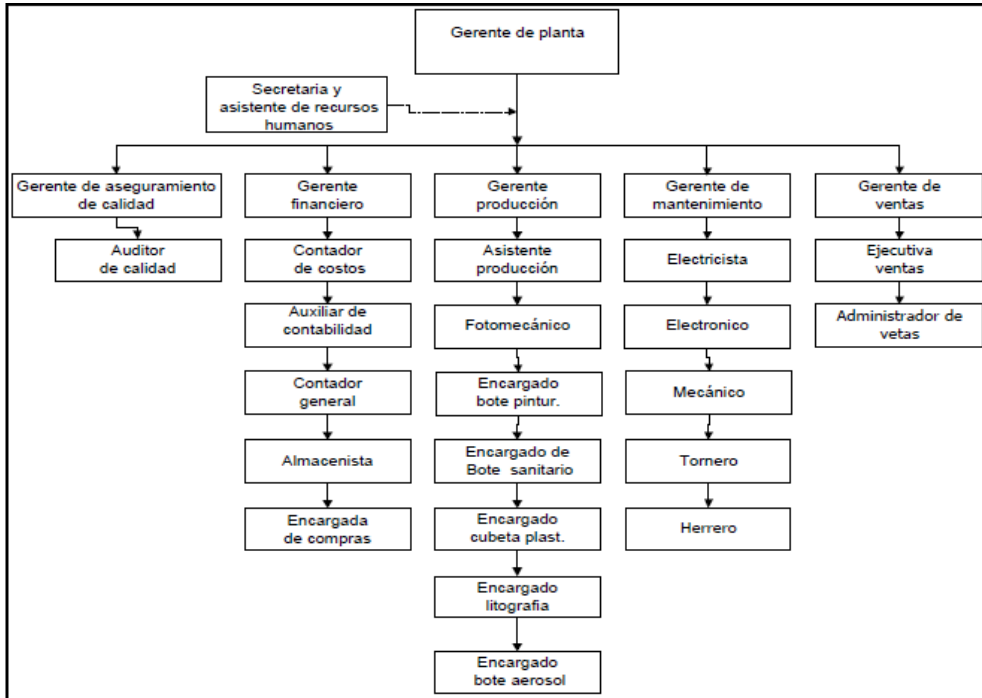 Gerente de planta
Secretaria y
asistente de recursos
humanos
Gerente de aseguramiento
de calidad
Auditor
de calidad
Gerente
financiero
Contador
de costos
Auxiliar de
contabilidad
Contador
general
Almacenista
Encargada
de compras
Gerente
producción
Asistente
producción
Fotomecánico
Encargado
bote pintur.
Encargado de
Bote sanitario
Encargado
cubeta plast.
Encargado
litografia
Encargado
bote aerosol
Gerente de
mantenimiento
Electricista
Electronico
Mecánico
Tornero
Herrero
Gerente de
ventas
Ejecutiva
ventas
Administrador de
vetas